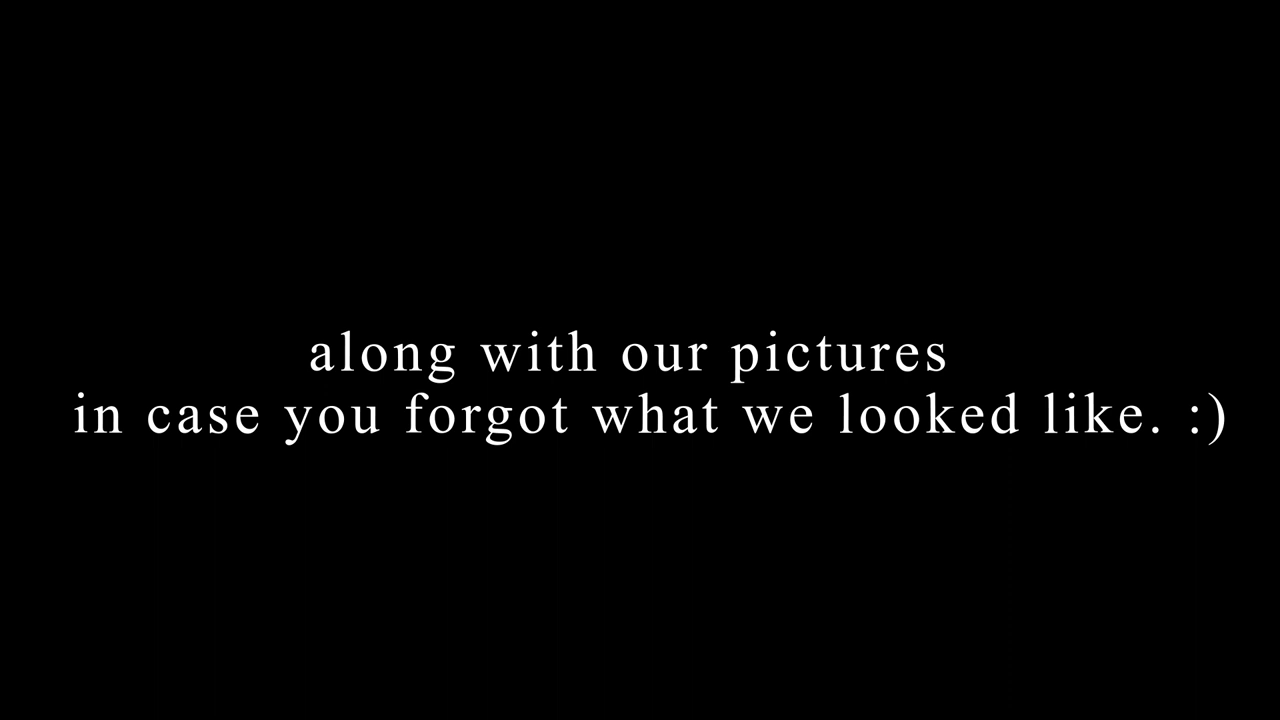 along with our pictures
in case you forgot what we looked like. :)